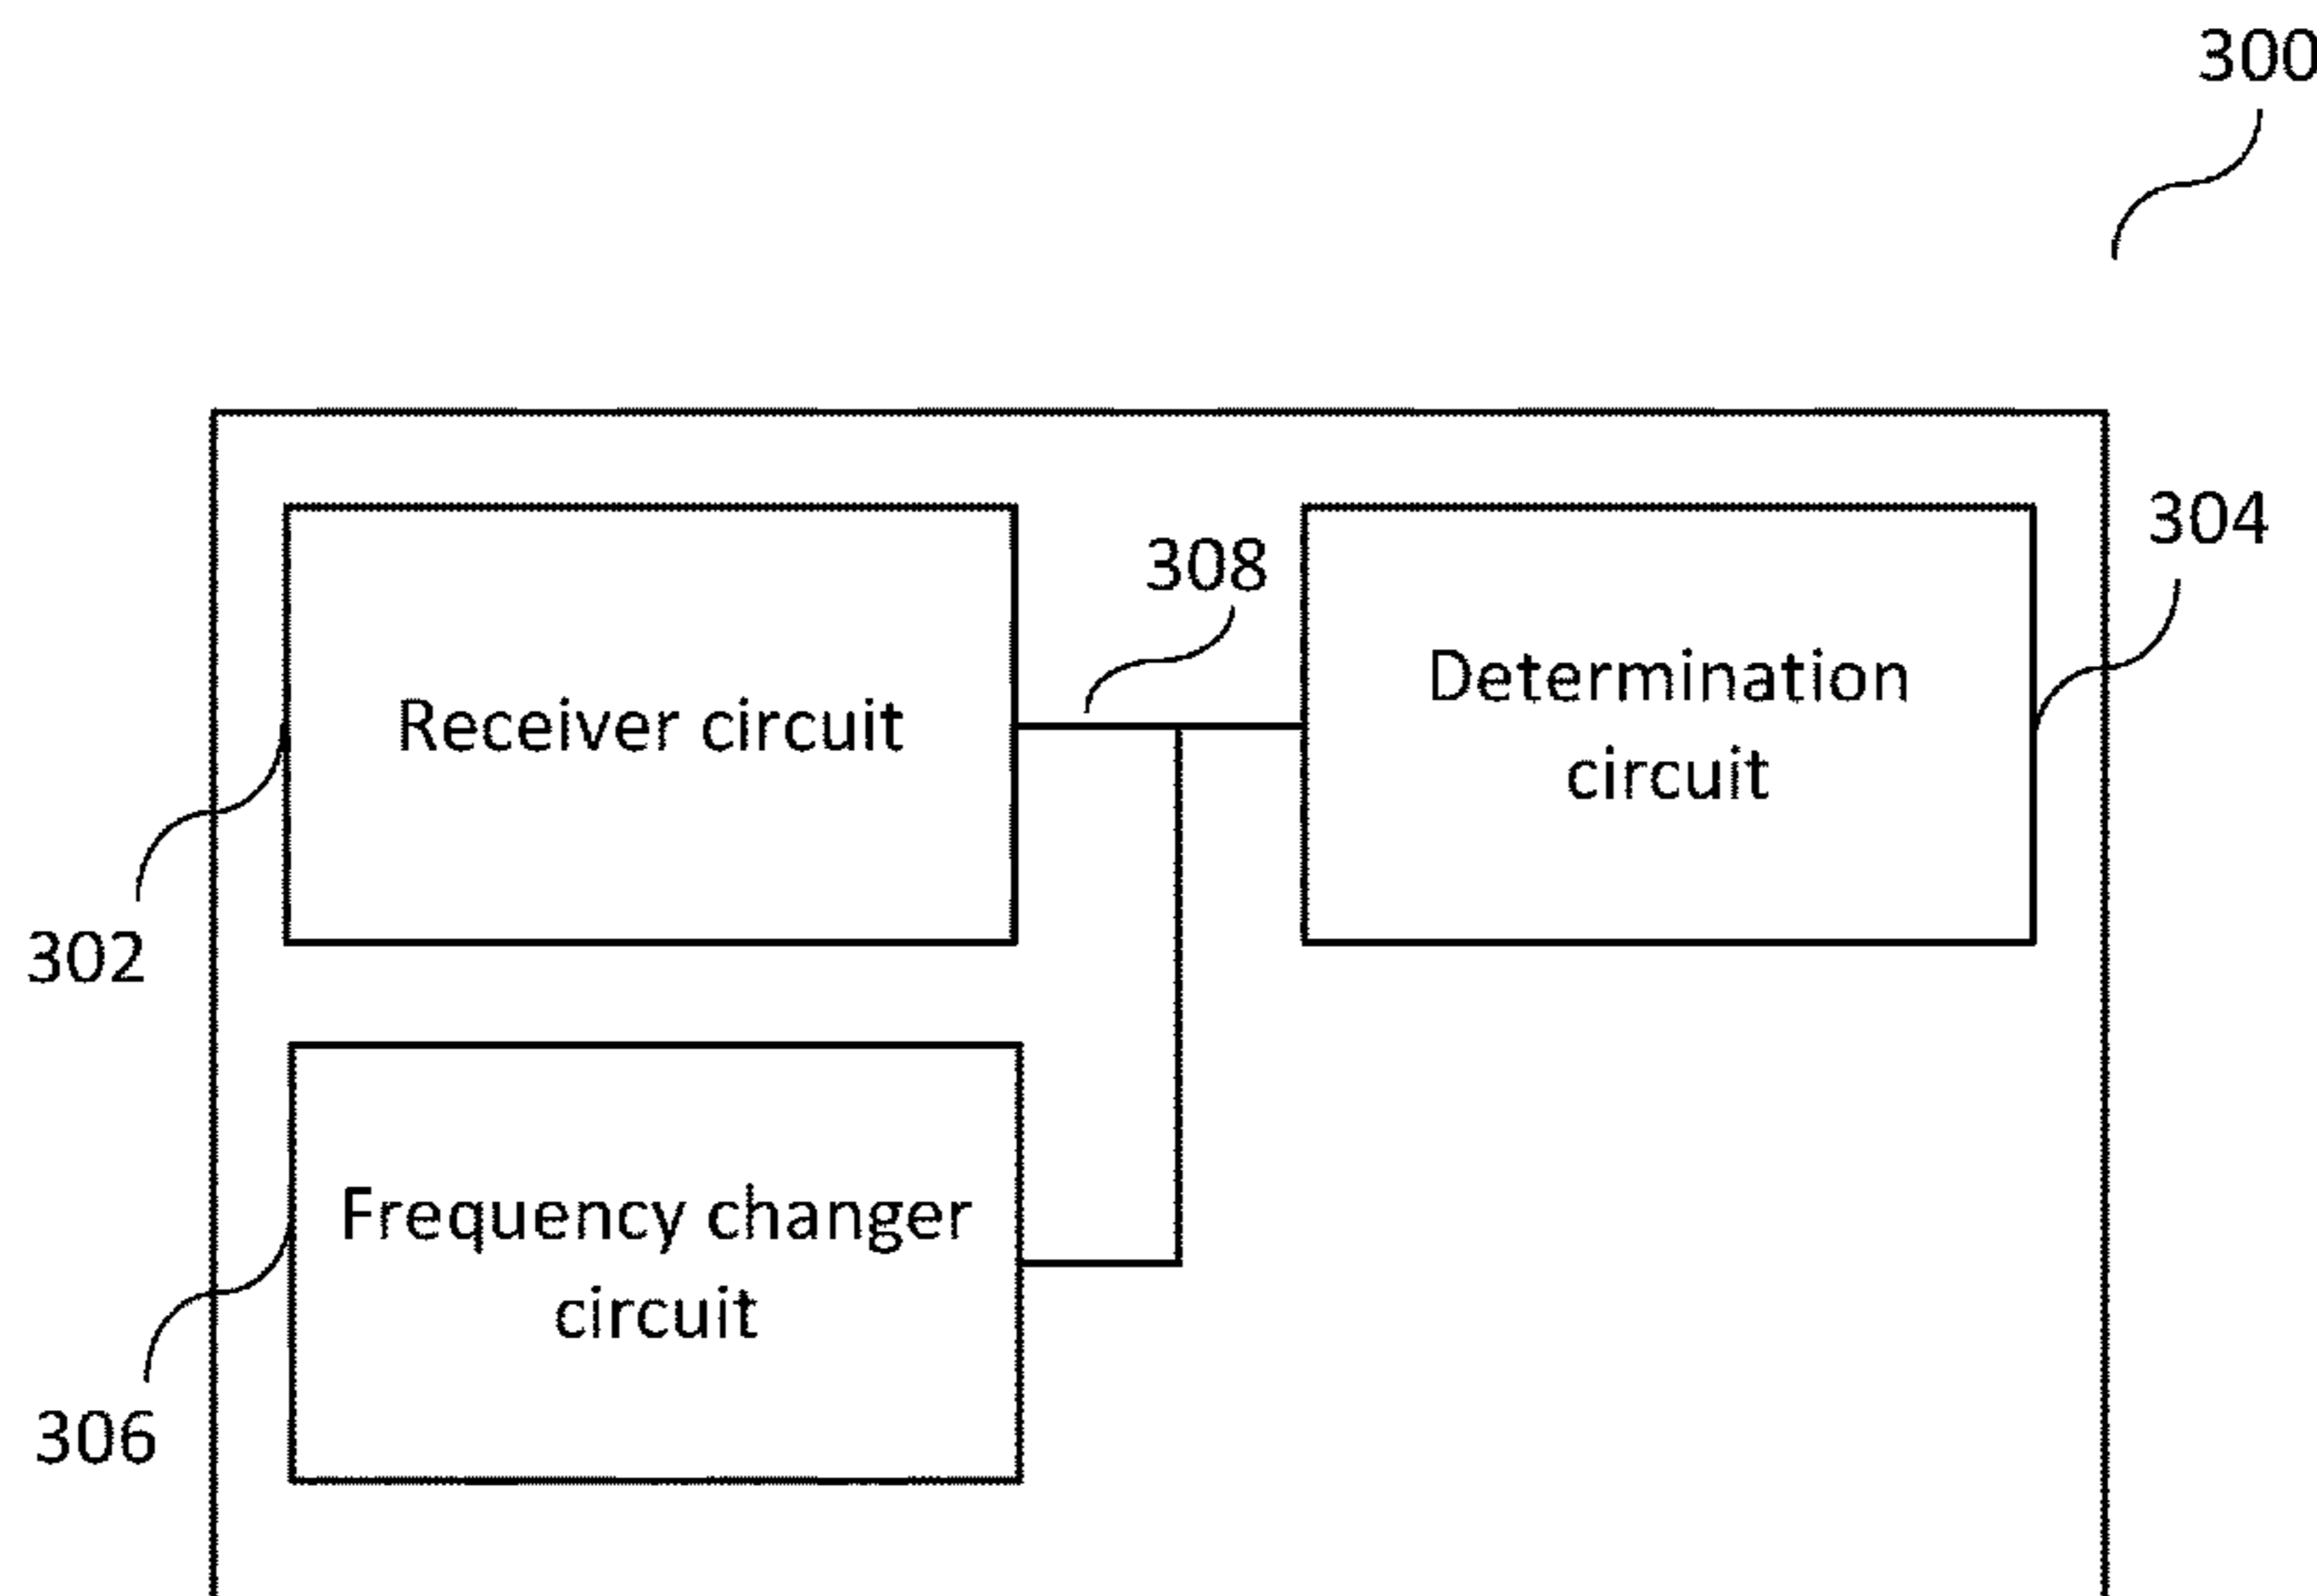 300
304
308
Receiver circuit
Determination
circuit
302
Frequency changer
circuit
306